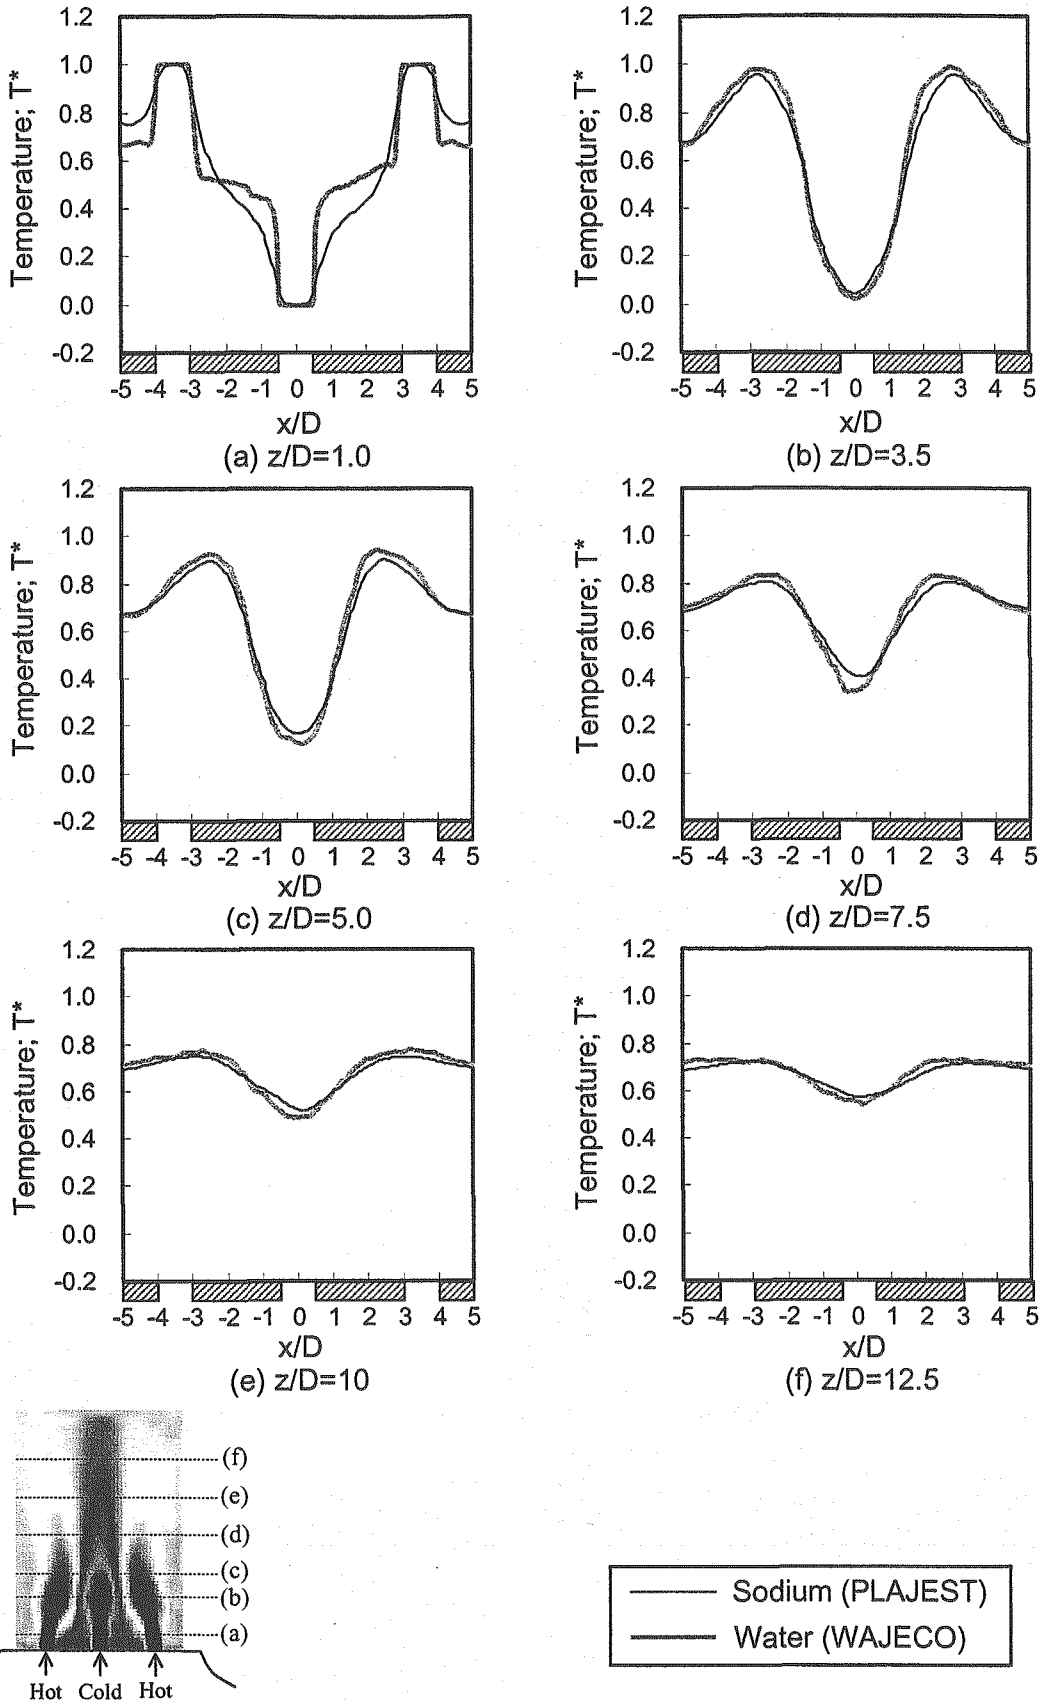 1.2
1.0
0.8
0.6
0.4
0.2
0.0
-0.2
Temperature; T*
-5 -4 -3 -2 -1 0 1 2 3 4 5
x/D
(a) z/D=1.0
1.2
1.0
0.8
0.6
0.4
0.2
0.0
-0.2
Temperature; T*
-5 -4 -3 -2 -1 0 1 2 3 4 5
x/D
(b) z/D=3.5
1.2
1.0
0.8
0.6
0.4
0.2
0.0
-0.2
Temperature; T*
-5 -4 -3 -2 -1 0 1 2 3 4 5
x/D
(c) z/D=5.0
1.2
1.0
0.8
0.6
0.4
0.2
0.0
-0.2
Temperature; T*
-5 -4 -3 -2 -1 0 1 2 3 4 5
x/D
(d) z/D=7.5
1.2
1.0
0.8
0.6
0.4
0.2
0.0
-0.2
Temperature; T*
-5 -4 -3 -2 -1 0 1 2 3 4 5
x/D
(e) z/D=10
1.2
1.0
0.8
0.6
0.4
0.2
0.0
-0.2
Temperature; T*
-5 -4 -3 -2 -1 0 1 2 3 4 5
x/D
(f) z/D=12.5
(f)
(e)
(d)
(c)
(b)
(a)
Hot Cold Hot
Sodium (PLAJEST)
Water (WAJECO)